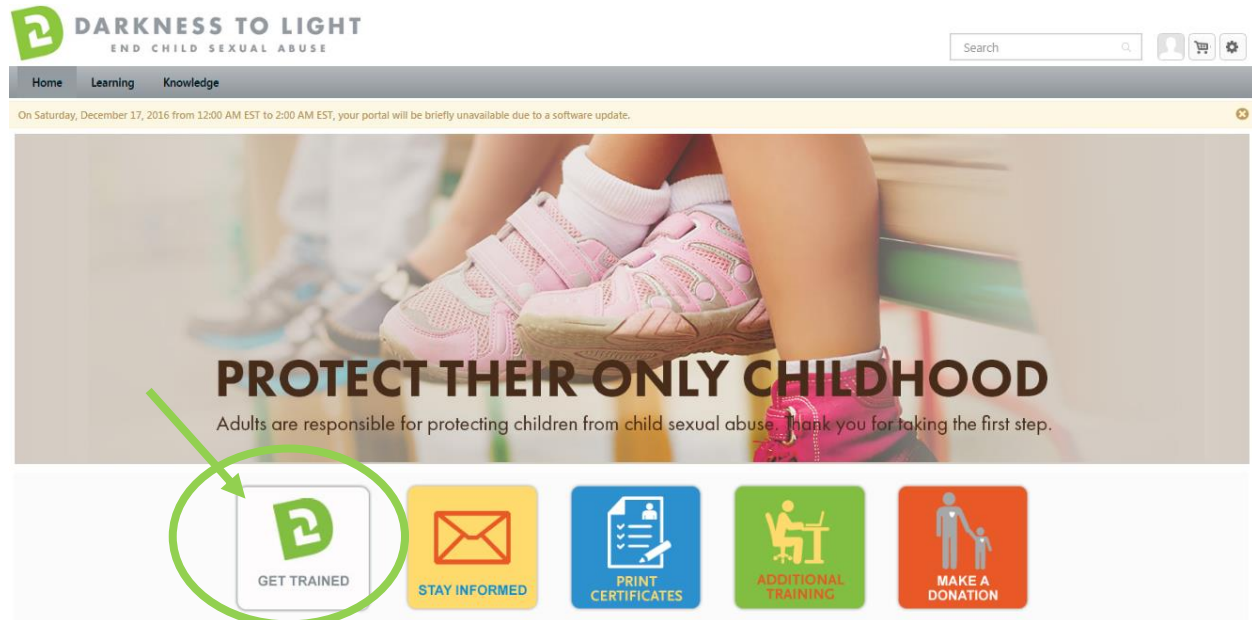 DARKNESS TO LIGHT
END CHILD SEXUAL ABUSE
Search
Home Learning Knowledge
On Saturday, December 17, 2016 from 12:00 AM EST to 2:00 AM EST, your portal will be briefly unavailable due to a software update.
PROTECT THEIR ONLY CHILDHOOD
Adults are responsible for protecting children from child sexual abuse. Thank you for taking the first step.
GET TRAINED
STAY INFORMED
PRINT
CERTIFICATES
ADDITIONAL
TRAINING
MAKE A
DONATION